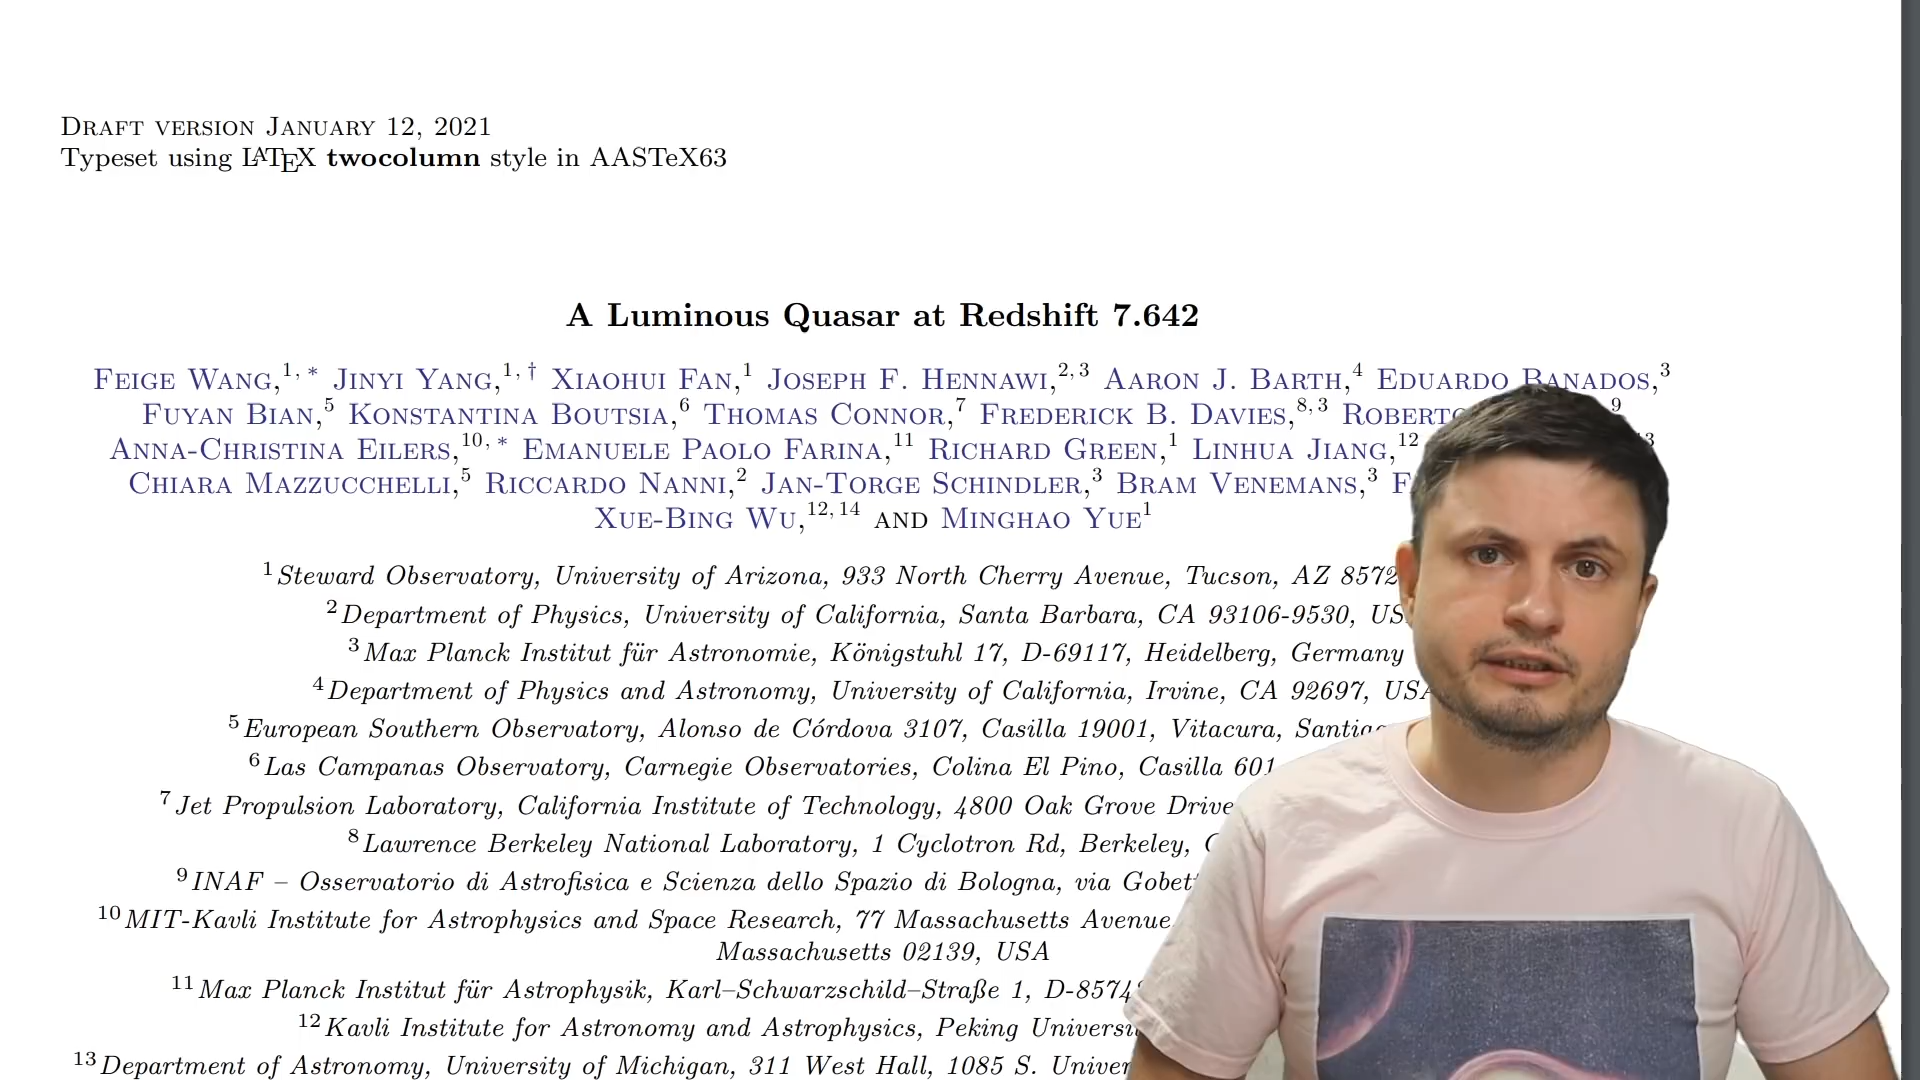 DRAFT VERSION JANUARY 12, 2021
Typeset using LATEX twocolumn style in AASTeX63
A Luminous Quasar at Redshift 7.642
FEIGE WANG,1, * JINYI YANG,1, † XIAOHUI FAN,1 JOSEPH F. HENNAWI,2, 3 AARON J. BARTH,4 EDUARDO BANADOS,3
FUYAN BIAN,5 KONSTANTINA BOUTSIA,6 THOMAS CONNOR,7 FREDERICK B. DAVIES,8, 3 9
ANNA-CHRISTINA EILERS,10, * EMANUELE PAOLO FARINA,11 RICHARD GREEN,1 LINHUA JIANG,12
CHIARA MAZZUCCHELLI,5 RICCARDO NANNI,2 JAN-TORGE SCHINDLER,3 BRAM VENEMANS,3
XUE-BING WU,12, 14 AND MINGHAO YUE1
1Steward Observatory, University of Arizona, 933 North Cherry Avenue, Tucson, AZ
2Department of Physics, University of California, Santa Barbara, CA 93106-9530,
3Max Planck Institut für Astronomie, Königstuhl 17, D-69117, Heidelberg, Germany
4Department of Physics and Astronomy, University of California, Irvine, CA 92697, USA
5European Southern Observatory, Alonso de Córdova 3107, Casilla 19001, Vitacura,
6Las Campanas Observatory, Carnegie Observatories, Colina El Pino, Casilla 601
7Jet Propulsion Laboratory, California Institute of Technology, 4800 Oak Grove Drive
8Lawrence Berkeley National Laboratory, 1 Cyclotron Rd, Berkeley,
9INAF – Osservatorio di Astrofisica e Scienza dello Spazio di Bologna, via
10MIT-Kavli Institute for Astrophysics and Space Research, 77 Massachusetts Avenue
Massachusetts 02139, USA
11Max Planck Institut für Astrophysik, Karl–Schwarzschild–Straße 1,
12Kavli Institute for Astronomy and Astrophysics, Peking
13Department of Astronomy, University of Michigan, 311 West Hall, 1085 S.